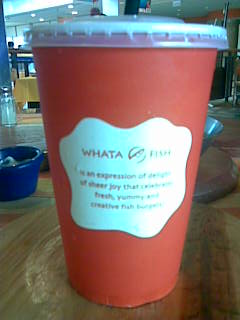 WHATA FISH
is an expression of delight
of sheer joy that celebrates
fresh, yummy and
creative fish burgers